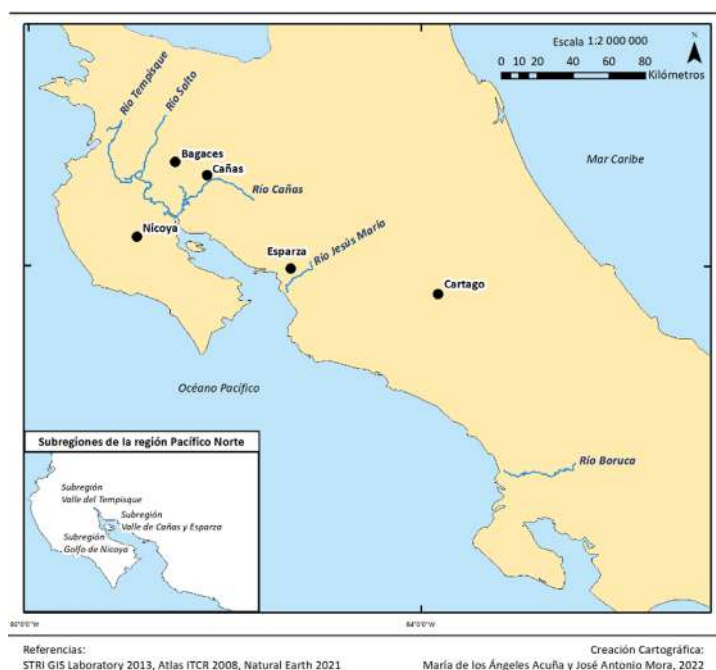 Escala 1:2 000 000
N
0 10 20 40 60 80
Kilómetros
Río Tempisque
Río Salto
Bagaces
Cañas
Río Cañas
Mar Caribe
Nicoya
Esparza
Río Jesús María
Cartago
Océano Pacífico
Río Boruca
Subregiones de la región Pacífico Norte
Subregión
Valle del Tempisque
Subregión
Valle de Cañas y Esparza
Subregión
Golfo de Nicoya
84°0'0"W
Referencias:
STRI GIS Laboratory 2013, Atlas ITCR 2008, Natural Earth 2021
Creación Cartográfica:
María de los Ángeles Acuña y José Antonio Mora, 2022